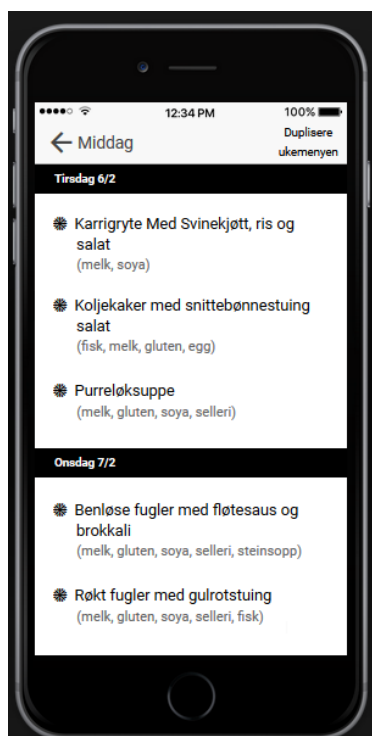 12:34 PM 100%
Middag
Duplisere
ukemenyen
Tirsdag 6/2
Karrigryte Med Svinekjøtt, ris og
salat
(melk, soya)
Koljekaker med snittebønnestuing
salat
(fisk, melk, gluten, egg)
Purreløksuppe
(melk, gluten, soya, selleri)
Onsdag 7/2
Benløse fugler med fløtesaus og
brokkali
(melk, gluten, soya, selleri, steinsopp)
Røkt fugler med gulrotstuing
(melk, gluten, soya, selleri, fisk)